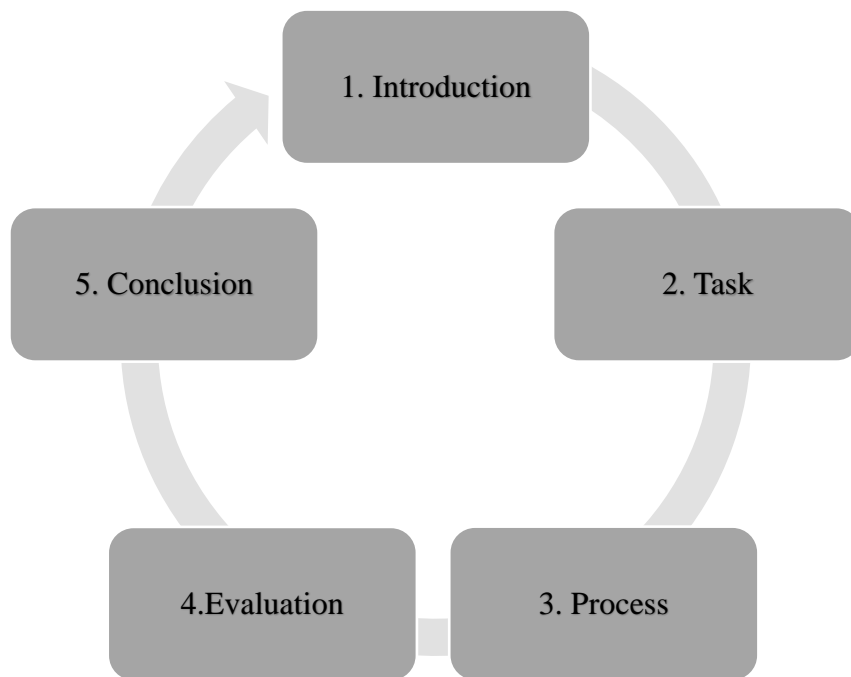 1. Introduction
2. Task
3. Process
4.Evaluation
5. Conclusion